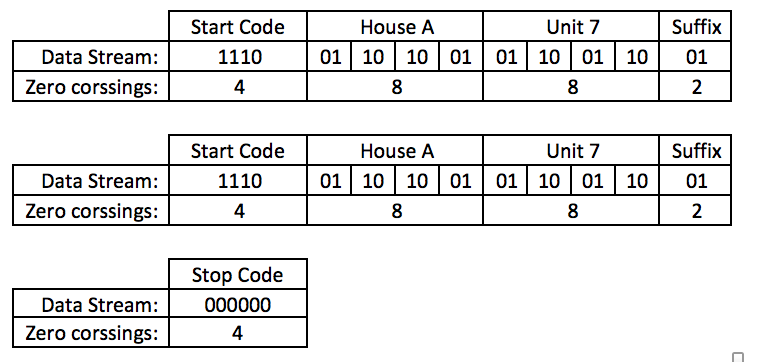 Start Code House A Unit 7 Suffix
Data Stream: 1110 01 10 10 01 01 10 01 10 01
Zero corssings: 4 8 8 2
Start Code House A Unit 7 Suffix
Data Stream: 1110 01 10 10 01 01 10 01 10 01
Zero corssings: 4 8 8 2
Stop Code
Data Stream: 000000
Zero corssings: 4